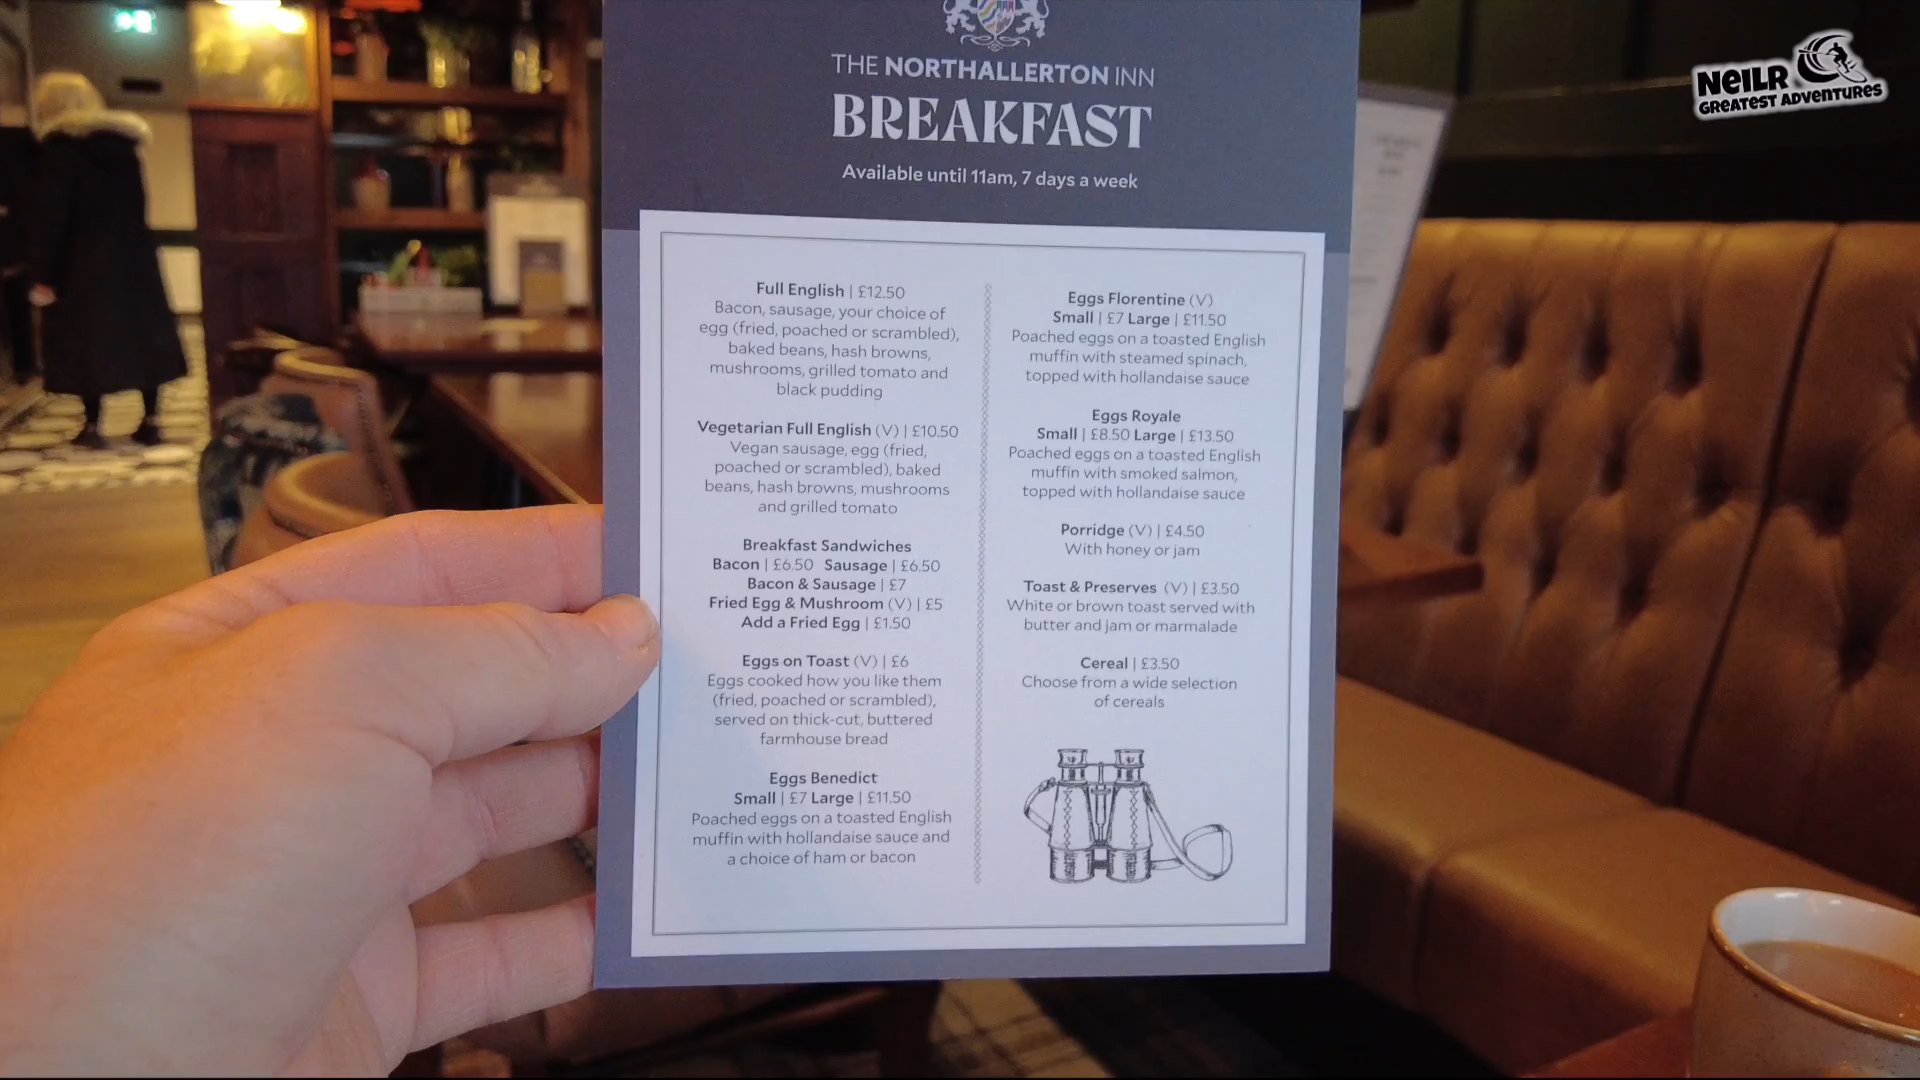 NEILR
GREATEST ADVENTURES
THE NORTHALLERTON INN
BREAKFAST
Available until 11am, 7 days a week
Full English | £12.50
Bacon, sausage, your choice of
egg (fried, poached or scrambled),
baked beans, hash browns,
mushrooms, grilled tomato and
black pudding
Vegetarian Full English (V) | £10.50
Vegan sausage, egg (fried,
poached or scrambled), baked
beans, hash browns, mushrooms
and grilled tomato
Breakfast Sandwiches
Bacon | £6.50 Sausage | £6.50
Bacon & Sausage | £7
Fried Egg & Mushroom (V) | £5
Add a Fried Egg | £1.50
Eggs on Toast (V) | £6
Eggs cooked how you like them
(fried, poached or scrambled),
served on thick-cut, buttered
farmhouse bread
Eggs Benedict
Small | £7 Large | £11.50
Poached eggs on a toasted English
muffin with hollandaise sauce and
a choice of ham or bacon
Eggs Florentine (V)
Small | £7 Large | £11.50
Poached eggs on a toasted English
muffin with steamed spinach,
topped with hollandaise sauce
Eggs Royale
Small | £8.50 Large | £13.50
Poached eggs on a toasted English
muffin with smoked salmon,
topped with hollandaise sauce
Porridge (V) | £4.50
With honey or jam
Toast & Preserves (V) | £3.50
White or brown toast served with
butter and jam or marmalade
Cereal | £3.50
Choose from a wide selection
of cereals